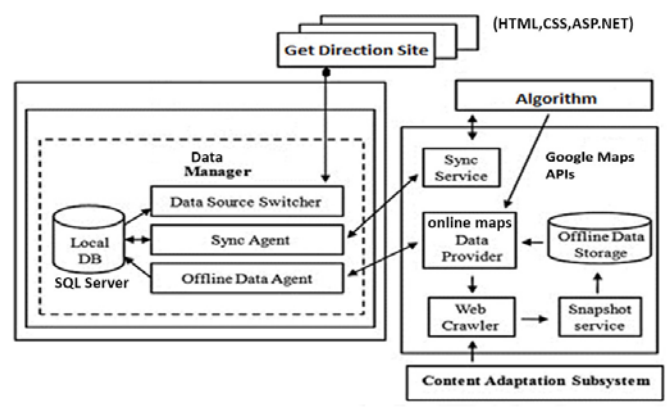 (HTML,CSS,ASP.NET)
Get Direction Site
Algorithm
Data
Manager
Data Source Switcher
Sync Agent
Offline Data Agent
Local
DB
SQL Server
Sync
Service
Google Maps
APIs
online maps
Data
Provider
Offline Data
Storage
Web
Crawler
Snapshot
service
Content Adaptation Subsystem